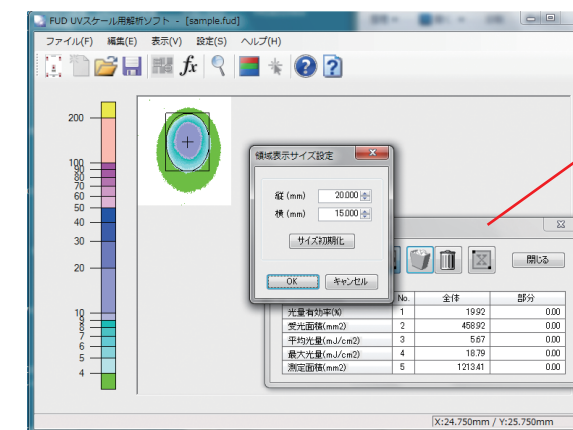 FUD UVスケール用解析ソフト - [sample.fud]
ファイル(F) 編集(E) 表示(V) 設定(S) ヘルプ(H)
fx
200
100
90
80
70
60
50
40
30
20
10
9
8
7
6
5
4
領域表示サイズ設定
縦 (mm) 20.000
横 (mm) 15.000
サイズ初期化
OK キャンセル
閉じる
No. 全体 部分
光量有効率(%) 1 19.92 0.00
受光面積(mm2) 2 458.92 0.00
平均光量(mJ/cm2) 3 5.67 0.00
最大光量(mJ/cm2) 4 18.79 0.00
測定面積(mm2) 5 1213.41 0.00
X:24.750mm / Y:25.750mm